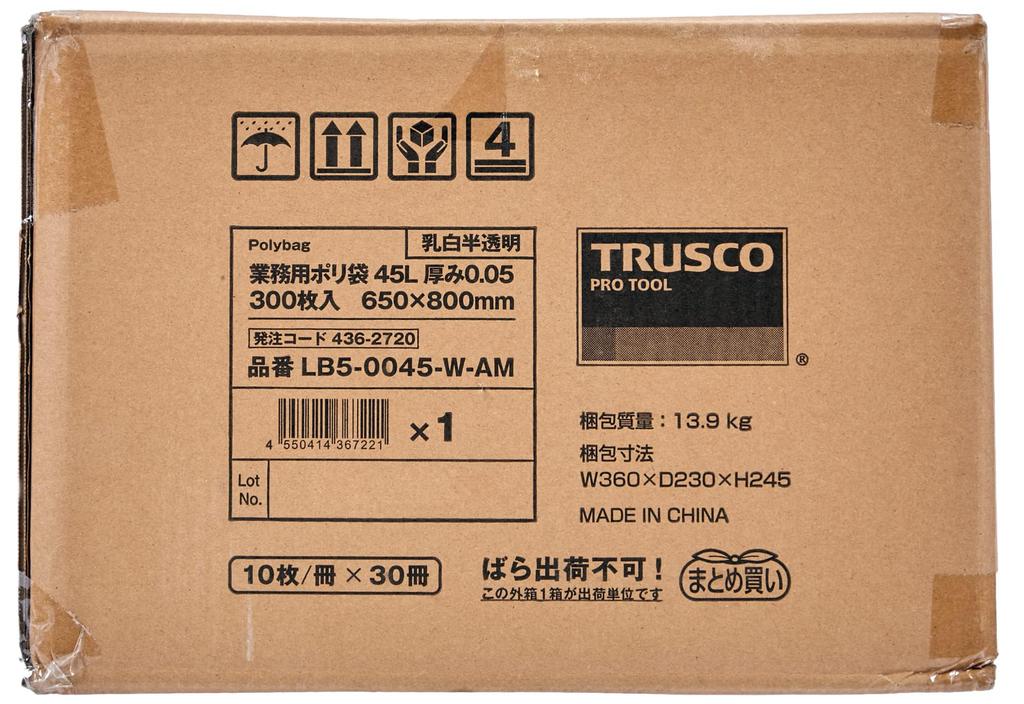 4
Polybag
乳白半透明
業務用ポリ袋 45L 厚み0.05
300枚入 650×800mm
発注コード 436-2720
品番 LB5-0045-W-AM
4 550414 367221
×1
Lot
No.
10枚/冊 × 30冊
TRUSCO
PRO TOOL
®
梱包質量：13.9 kg
梱包寸法
W360×D230×H245
MADE IN CHINA
ばら出荷不可！
この外箱1箱が出荷単位です
まとめ買い